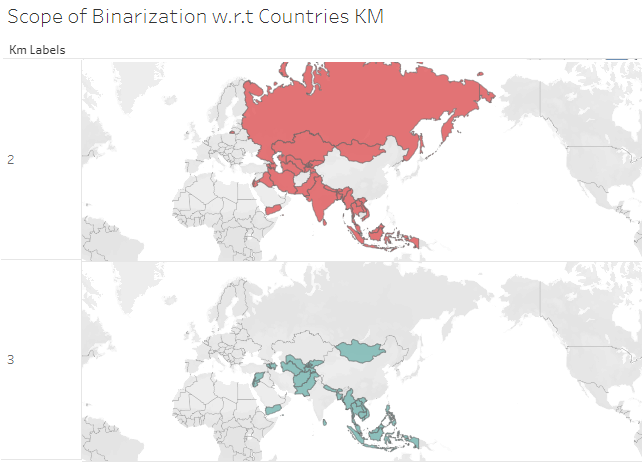 Scope of Binarization w.r.t Countries KM
Km Labels
2
3